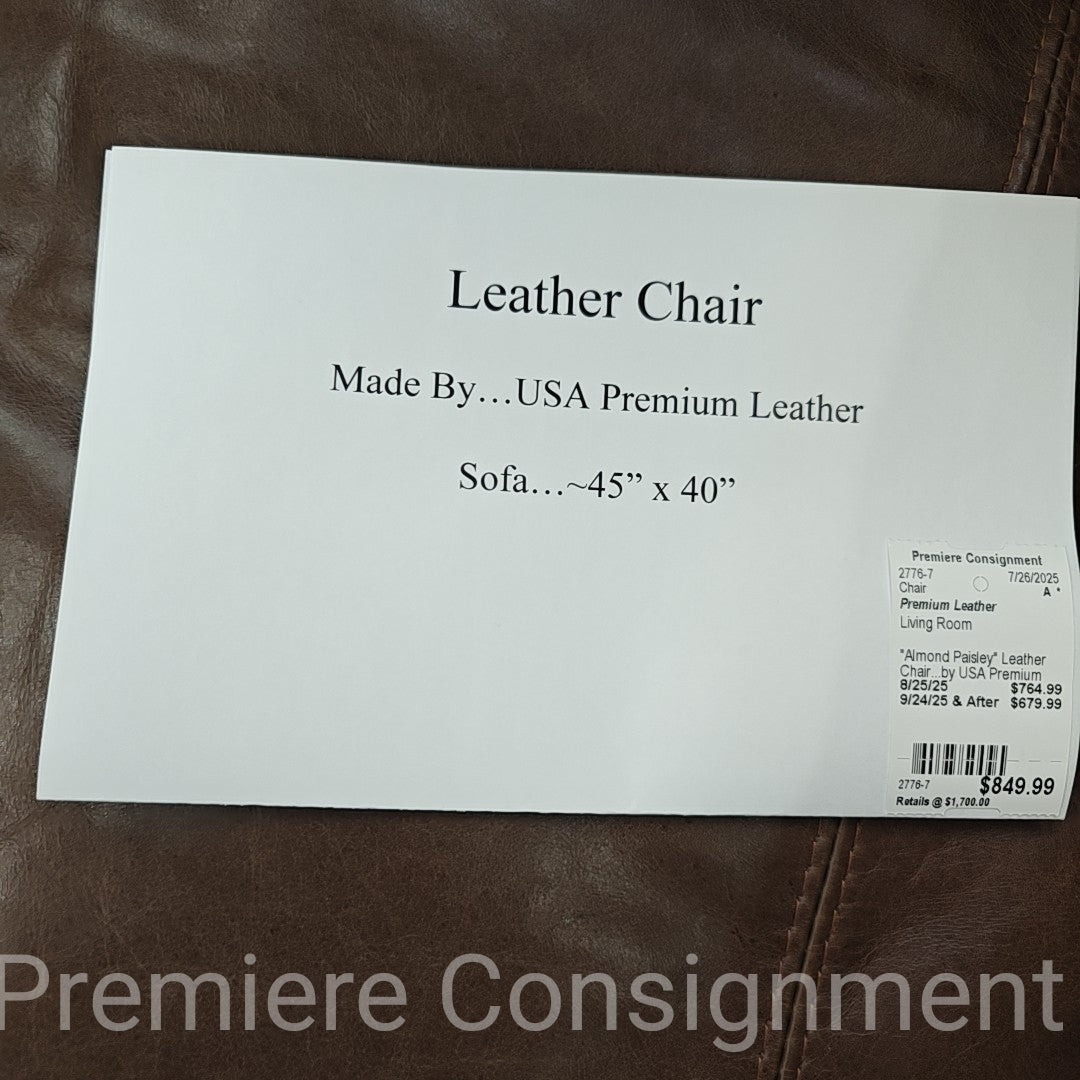 Leather Chair
Made By...USA Premium Leather
Sofa...~45” x 40”
Premiere Consignment
2776-7 7/26/2025
Chair A *
Premium Leather
Living Room
"Almond Paisley" Leather
Chair...by USA Premium
8/25/25 $764.99
9/24/25 & After $679.99
2776-7 $849.99
Retails @ $1,700.00
Premiere Consignment